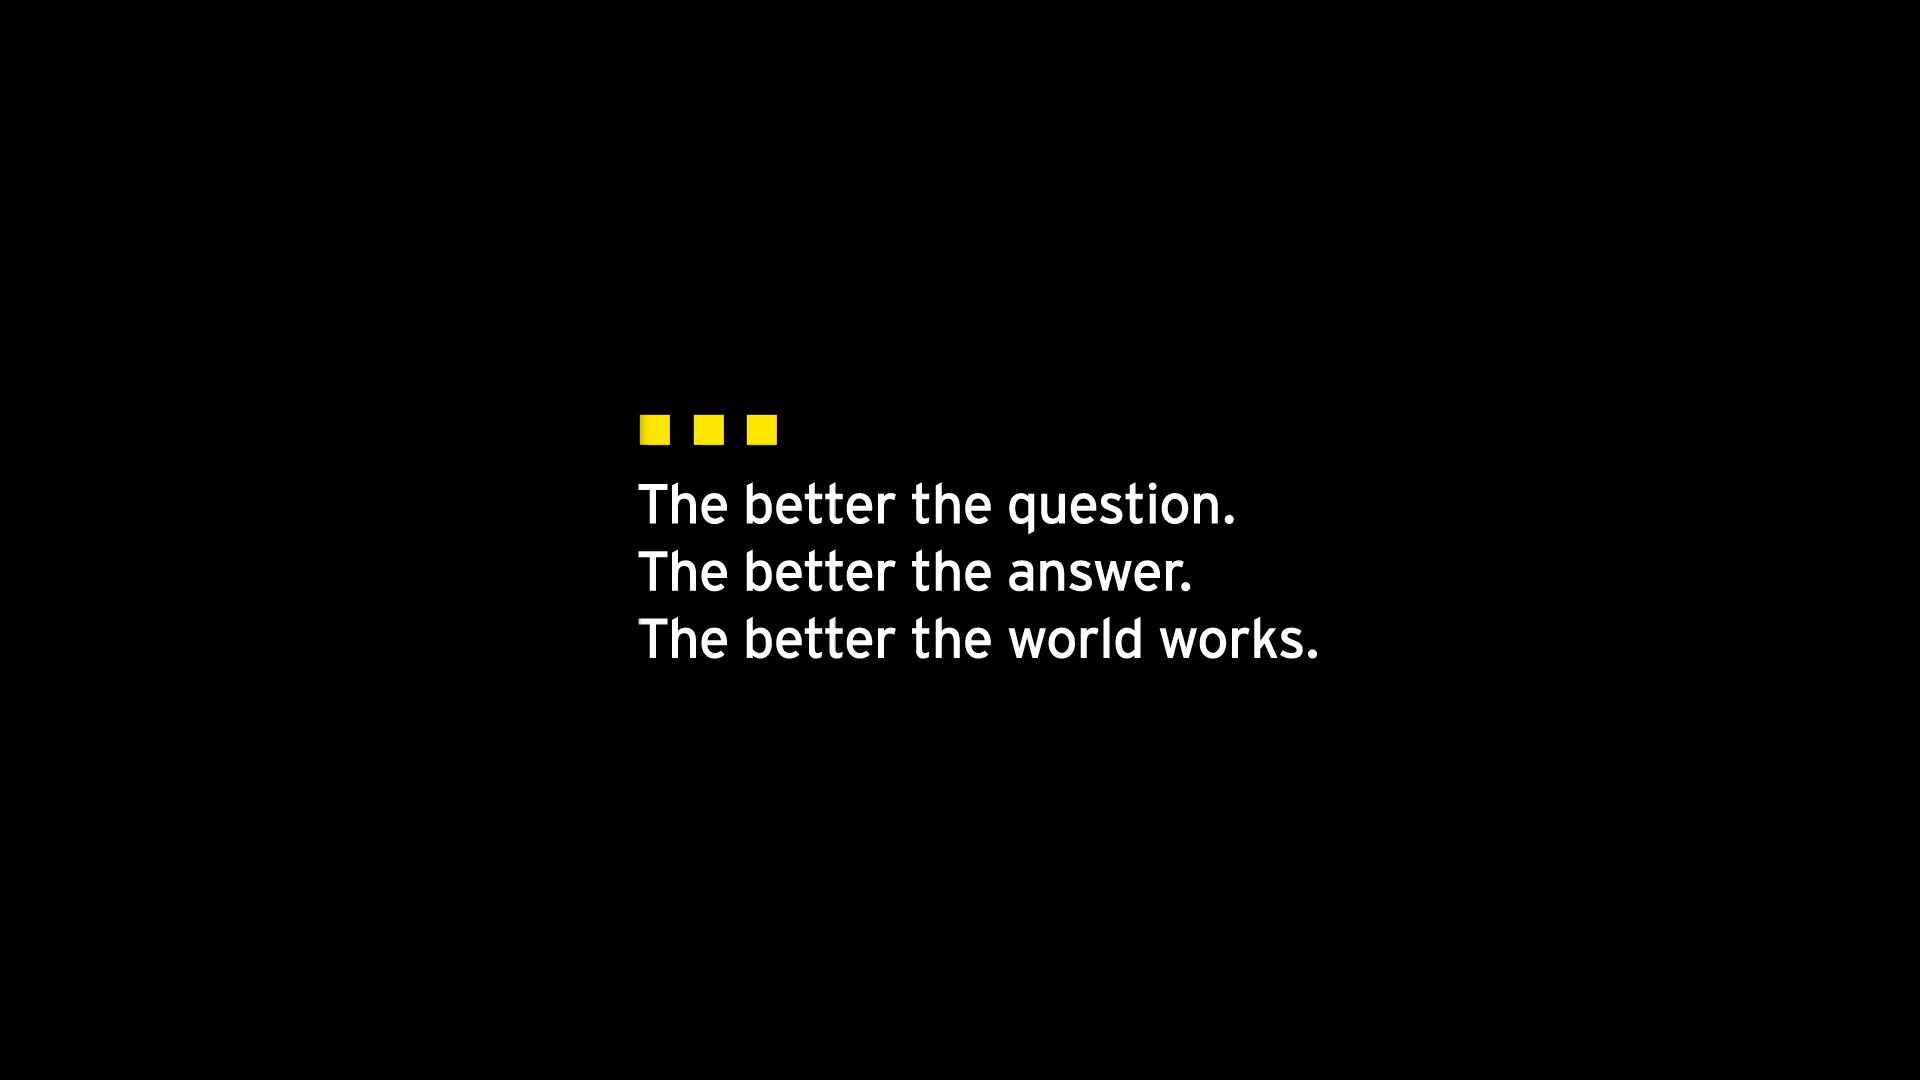 The better the question.
The better the answer.
The better the world works.